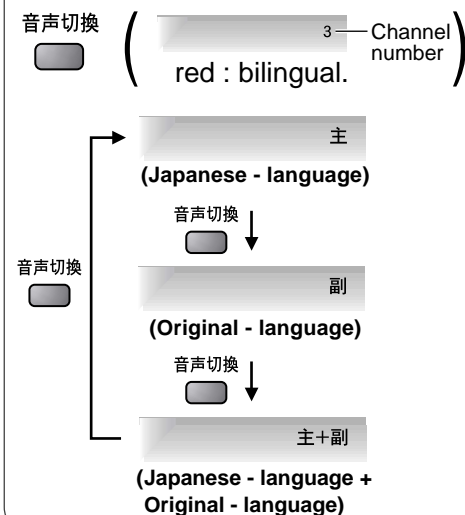 音声切換
( 3 Channel
number )
red : bilingual.
主
(Japanese - language)
音声切換
音声切換
副
(Original - language)
音声切換
主+副
(Japanese - language +
Original - language)